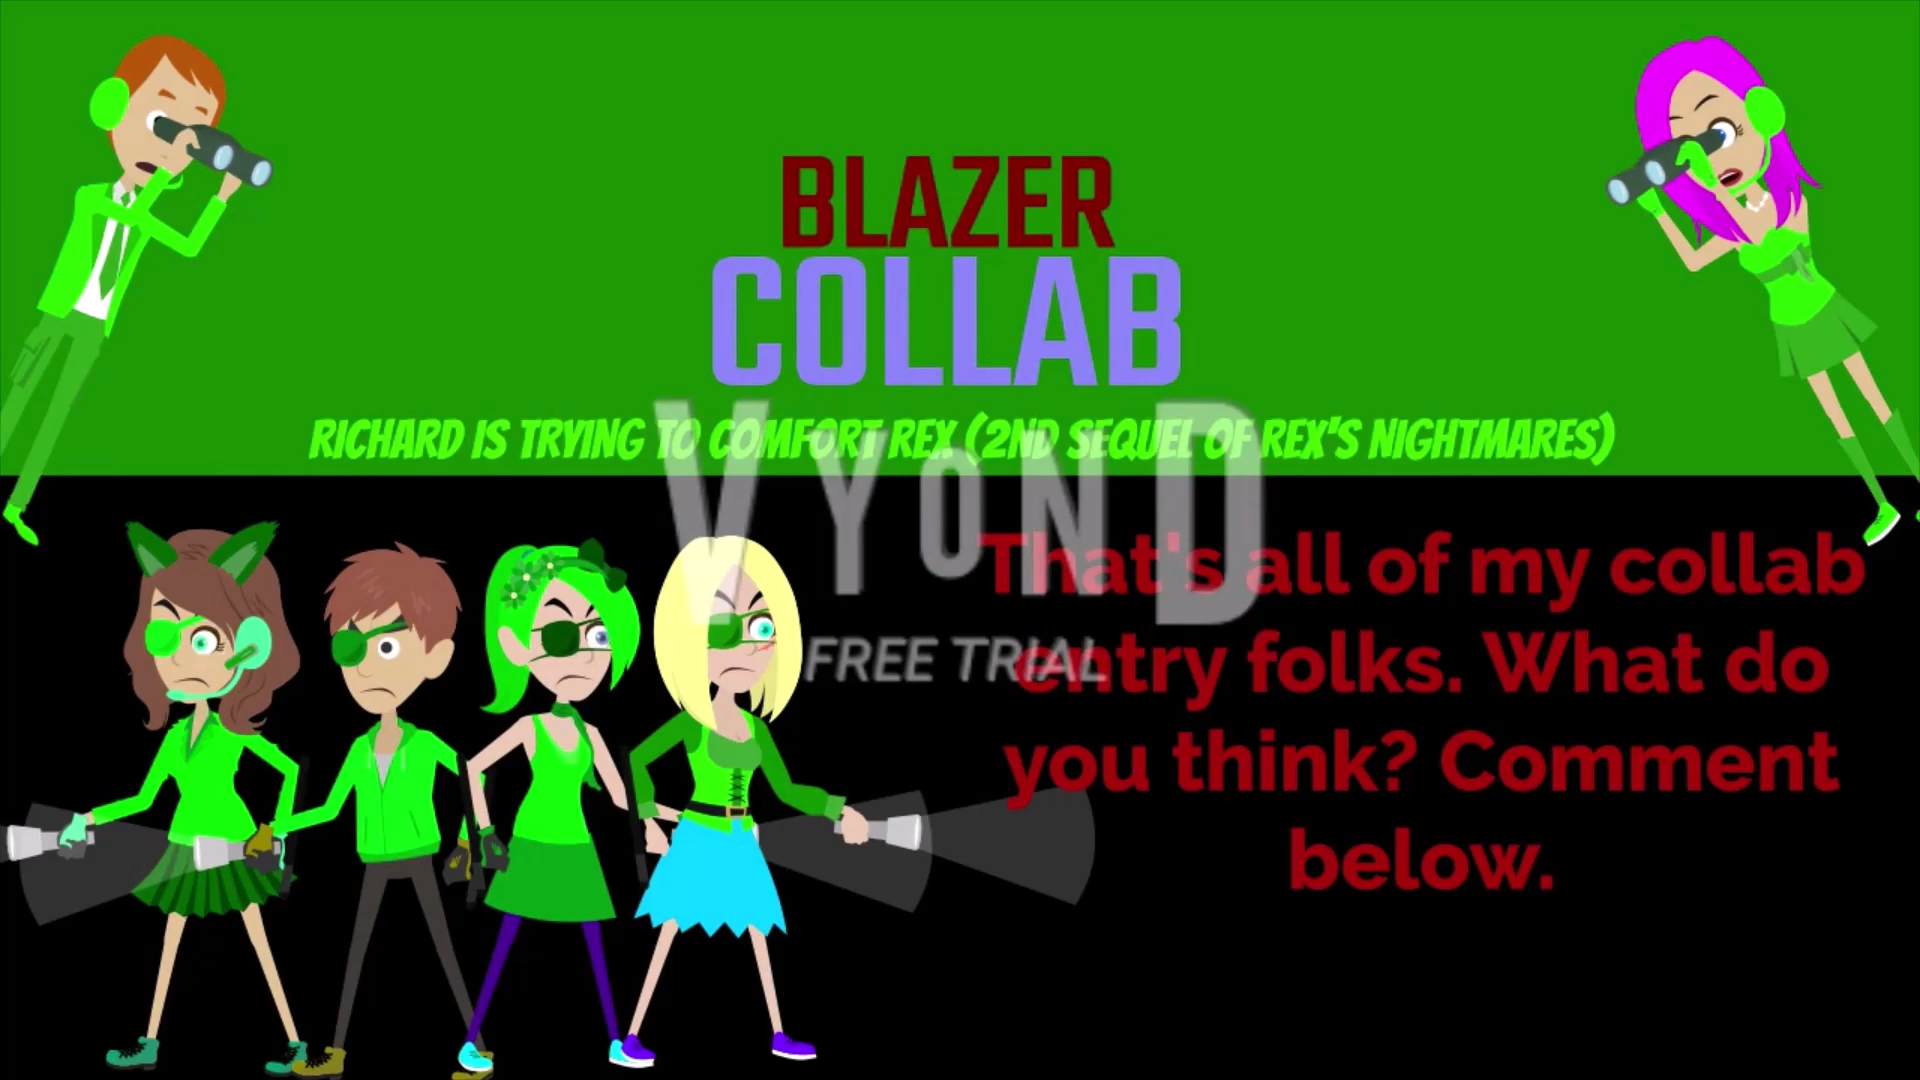 BLAZER
COLLAB
RICHARD IS TRYING TO COMFORT REX (2ND SEQUEL OF REX'S NIGHTMARES)
VYOND
FREE TRIAL
That's all of my collab
entry folks. What do
you think? Comment
below.